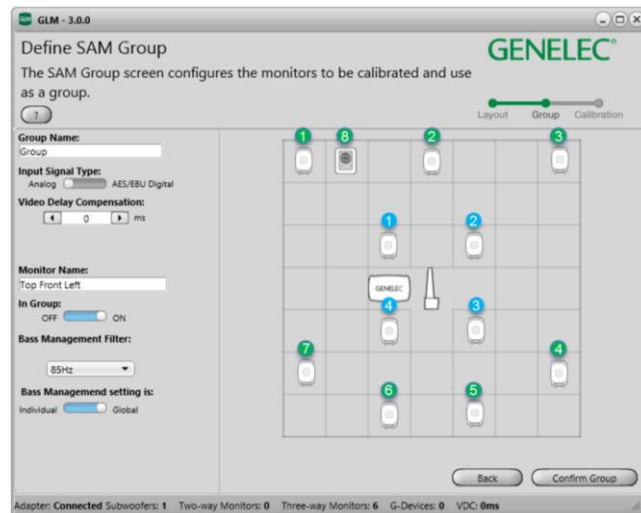 GLM GLM - 3.0.0
Define SAM Group
GENELEC®
The SAM Group screen configures the monitors to be calibrated and use
as a group.
?
Layout Group Calibration
Group Name:
Group
Input Signal Type:
Analog AES/EBU Digital
Video Delay Compensation:
0 ms
Monitor Name:
Top Front Left
In Group:
OFF ON
Bass Management Filter:
85Hz
Bass Managemend setting is:
Individual Global
1 8 2 3
1 2
GENELEC
4 3
7 4
6 5
Back Confirm Group
Adapter: Connected Subwoofers: 1 Two-way Monitors: 0 Three-way Monitors: 6 G-Devices: 0 VDC: 0ms